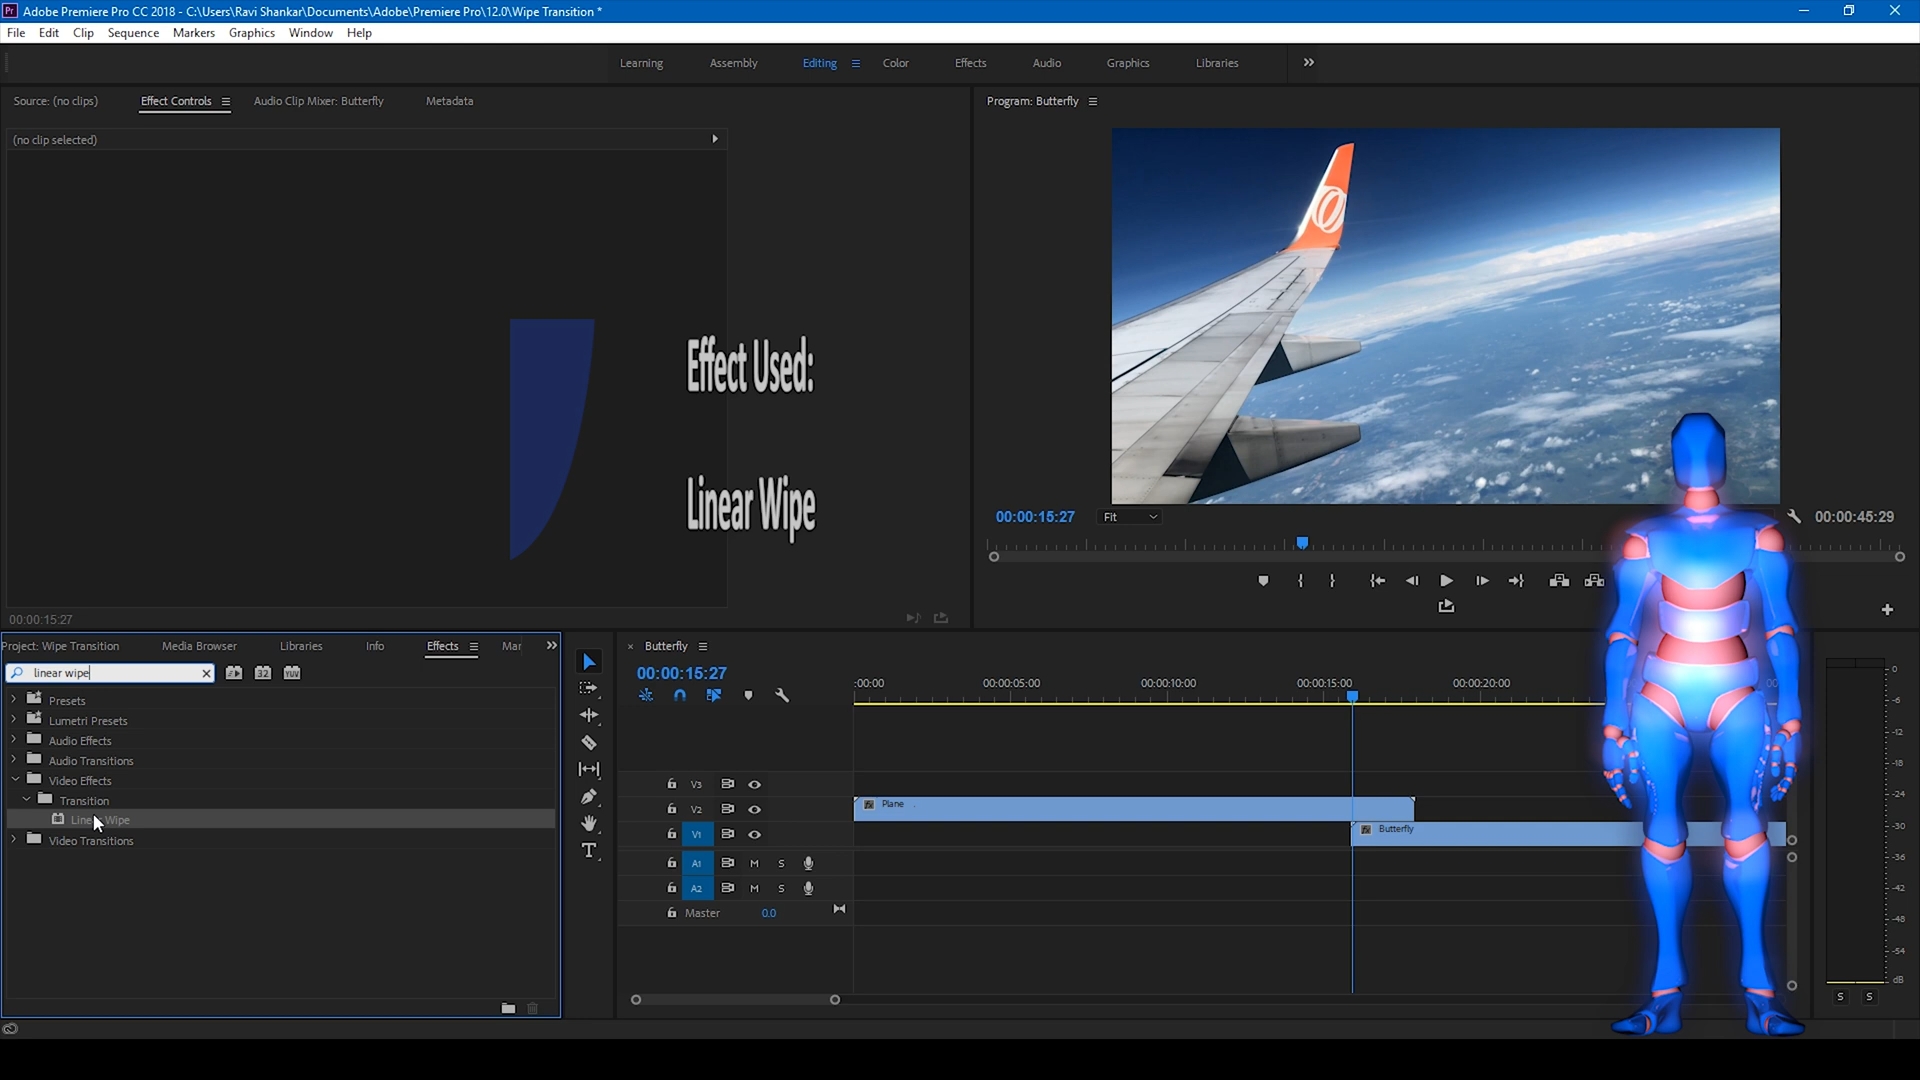 Adobe Premiere Pro CC 2018 - C:\Users\Ravi Shankar\Documents\Adobe\Premiere Pro\12.0\Wipe Transition *
File Edit Clip Sequence Markers Graphics Window Help
Learning Assembly Editing Color Effects Audio Graphics Libraries
Source: (no clips) Effect Controls Audio Clip Mixer: Butterfly Metadata
Program: Butterfly
(no clip selected)
Effect Used:
Linear Wipe
00:00:15:27 Fit 00:00:45:29
00:00:15:27
Project: Wipe Transition Media Browser Libraries Info Effects Mar
linear wipe 32 YUV
Presets
Lumetri Presets
Audio Effects
Audio Transitions
Video Effects
Transition
Linear Wipe
Video Transitions
Butterfly
00:00:15:27
:00:00 00:00:05:00 00:00:10:00 00:00:15:00 00:00:20:00
V3
V2 Plane
V1 Butterfly
A1 M S
A2 M S
Master 0.0
0
-6
-12
-18
-24
-30
-36
-42
-48
-54
dB
S S